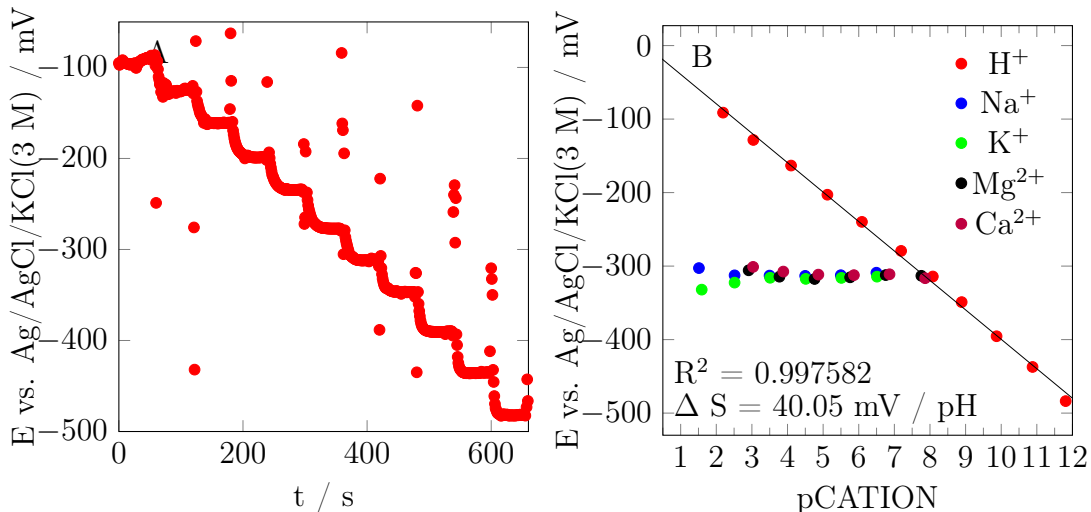 A
E vs. Ag/AgCl/KCl(3 M) / mV
−100
−200
−300
−400
−500
0
200
400
600
t / s
B
E vs. Ag/AgCl/KCl(3 M) / mV
0
−100
−200
−300
−400
−500
H⁺
Na⁺
K⁺
Mg²⁺
Ca²⁺
R² = 0.997582
Δ S = 40.05 mV / pH
1 2 3 4 5 6 7 8 9 10 11 12
pCATION